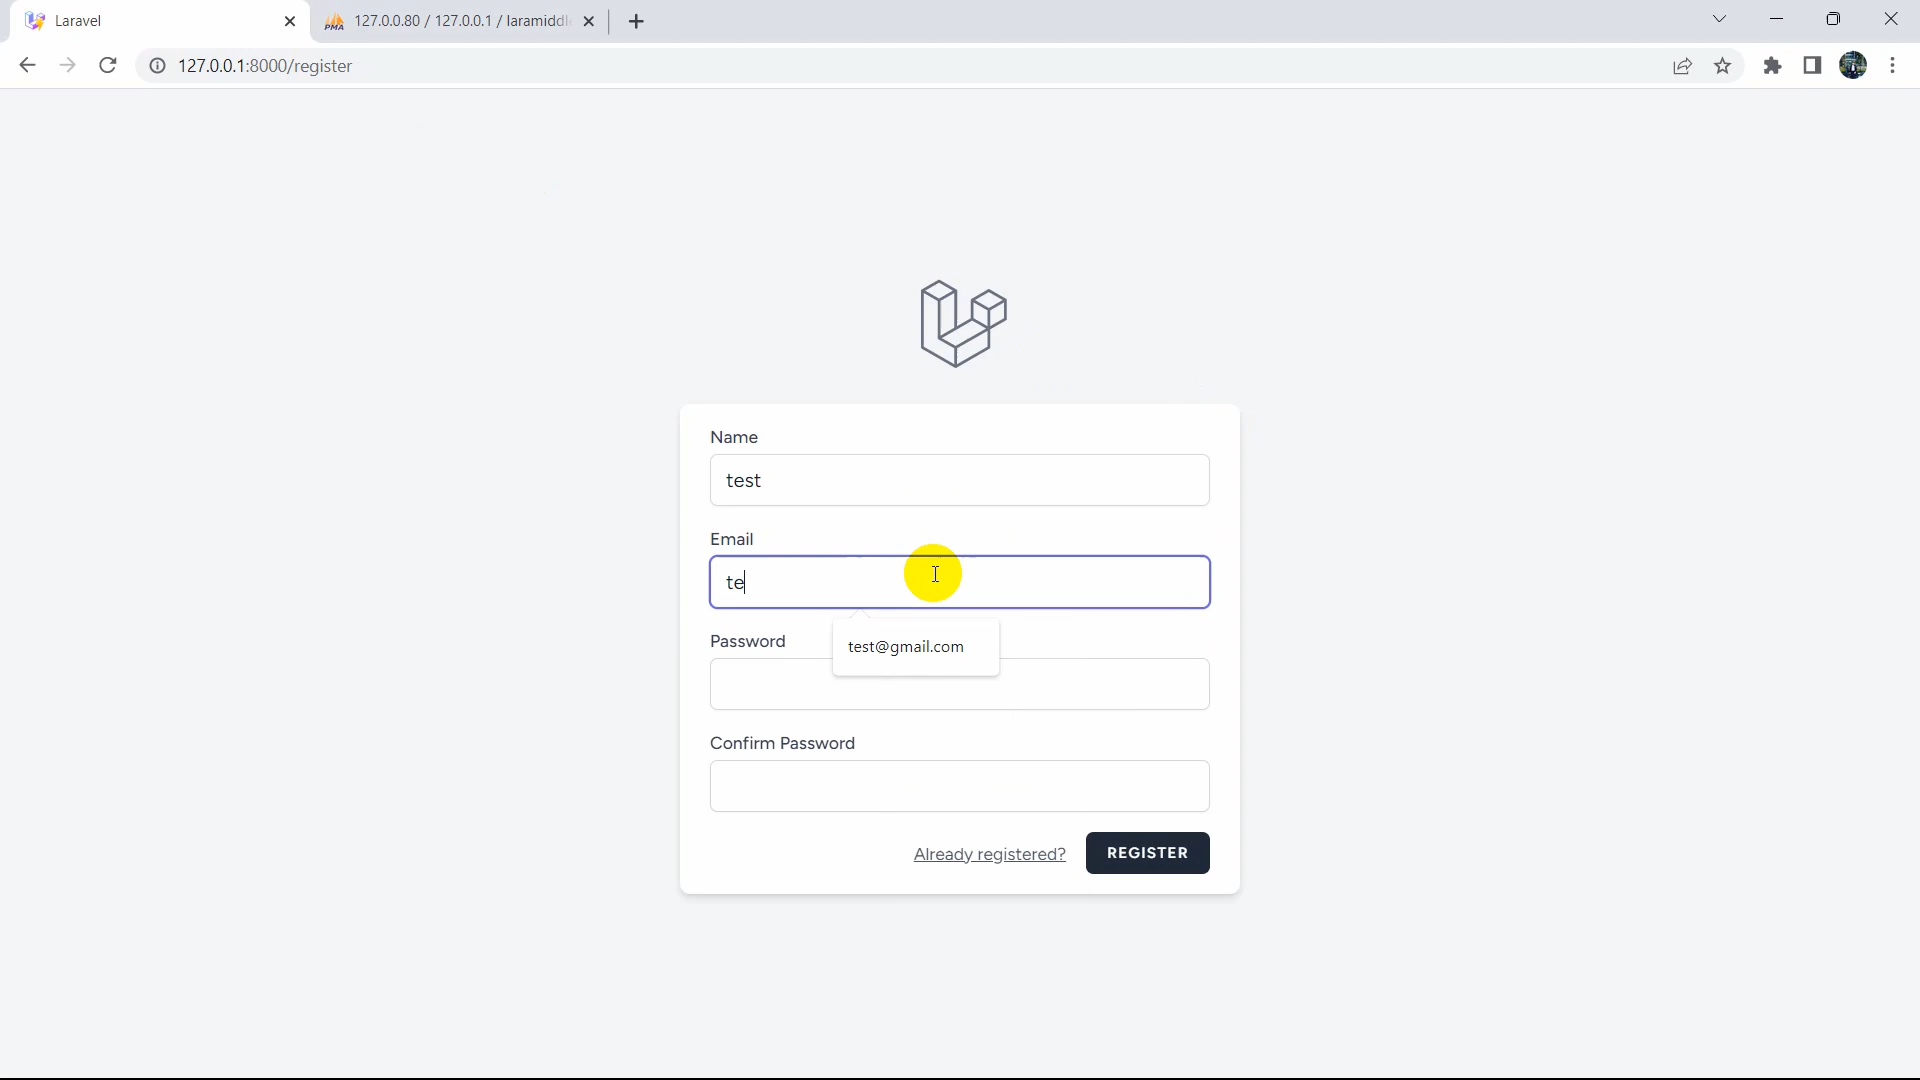 Laravel
PMA 127.0.0.80 / 127.0.0.1 / laramiddl
127.0.0.1:8000/register
Name
test
Email
te
test@gmail.com
Password
Confirm Password
Already registered? REGISTER